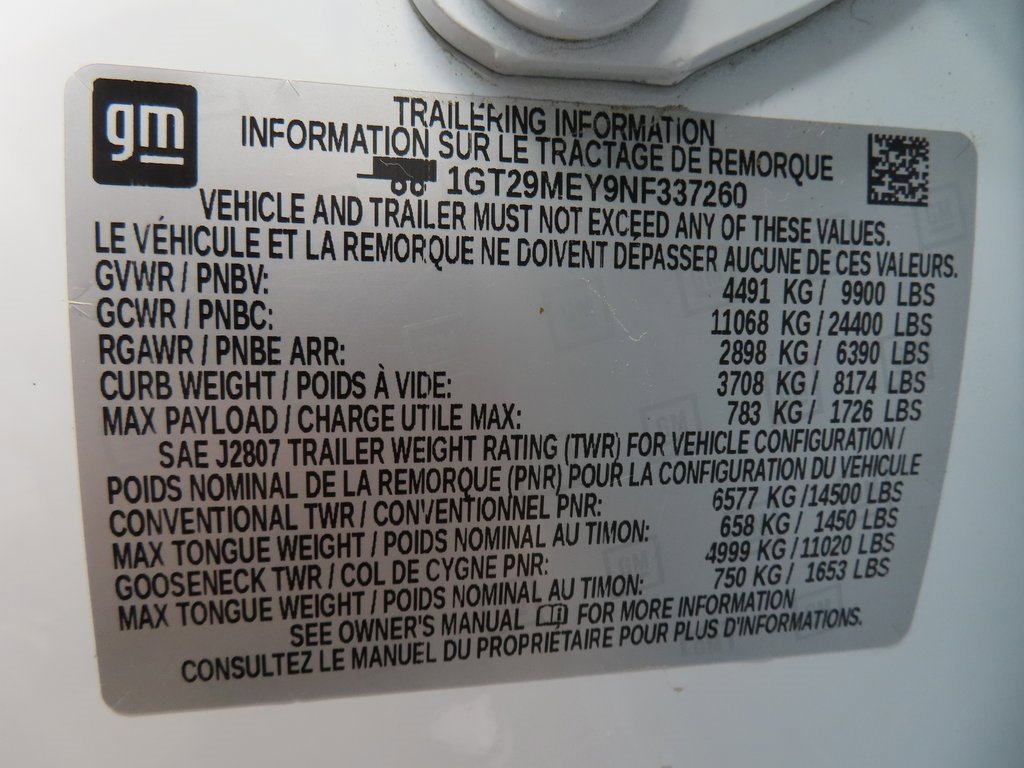 gm
TRAILERING INFORMATION
INFORMATION SUR LE TRACTAGE DE REMORQUE
1GT29MEY9NF337260
VEHICLE AND TRAILER MUST NOT EXCEED ANY OF THESE VALUES.
LE VÉHICULE ET LA REMORQUE NE DOIVENT DÉPASSER AUCUNE DE CES VALEURS.
GVWR / PNBV: 4491 KG / 9900 LBS
GCWR / PNBC: 11068 KG / 24400 LBS
RGAWR / PNBE ARR: 2898 KG / 6390 LBS
CURB WEIGHT / POIDS À VIDE: 3708 KG / 8174 LBS
MAX PAYLOAD / CHARGE UTILE MAX: 783 KG / 1726 LBS
SAE J2807 TRAILER WEIGHT RATING (TWR) FOR VEHICLE CONFIGURATION /
POIDS NOMINAL DE LA REMORQUE (PNR) POUR LA CONFIGURATION DU VÉHICULE
CONVENTIONAL TWR / CONVENTIONNEL PNR: 6577 KG / 14500 LBS
MAX TONGUE WEIGHT / POIDS NOMINAL AU TIMON: 658 KG / 1450 LBS
GOOSENECK TWR / COL DE CYGNE PNR: 4999 KG / 11020 LBS
MAX TONGUE WEIGHT / POIDS NOMINAL AU TIMON: 750 KG / 1653 LBS
SEE OWNER'S MANUAL FOR MORE INFORMATION
CONSULTEZ LE MANUEL DU PROPRIÉTAIRE POUR PLUS D'INFORMATIONS.